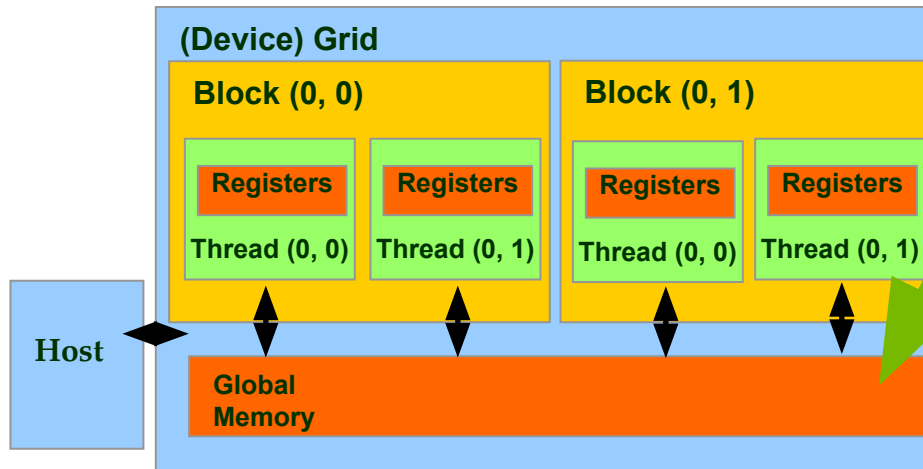 (Device) Grid
Block (0, 0)
Block (0, 1)
Registers
Registers
Registers
Registers
Thread (0, 0)
Thread (0, 1)
Thread (0, 0)
Thread (0, 1)
Host
Global
Memory